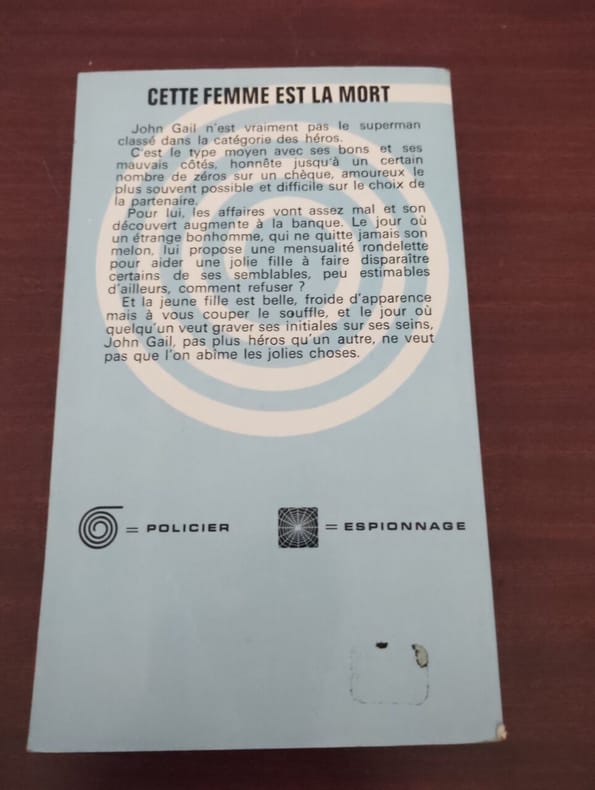 CETTE FEMME EST LA MORT
John Gail n'est vraiment pas le superman
classé dans la catégorie des héros.
C'est le type moyen avec ses bons et ses
mauvais côtés, honnête jusqu'à un certain
nombre de zéros sur un chèque, amoureux le
plus souvent possible et difficile sur le choix de
la partenaire.
Pour lui, les affaires vont assez mal et son
découvert augmente à la banque. Le jour où
un étrange bonhomme, qui ne quitte jamais son
melon, lui propose une mensualité rondelette
pour aider une jolie fille à faire disparaître
certains de ses semblables, peu estimables
d'ailleurs, comment refuser ?
Et la jeune fille est belle, froide d'apparence
mais à vous couper le souffle, et le jour où
quelqu'un veut graver ses initiales sur ses seins,
John Gail, pas plus héros qu'un autre, ne veut
pas que l'on abîme les jolies choses.
= POLICIER = ESPIONNAGE